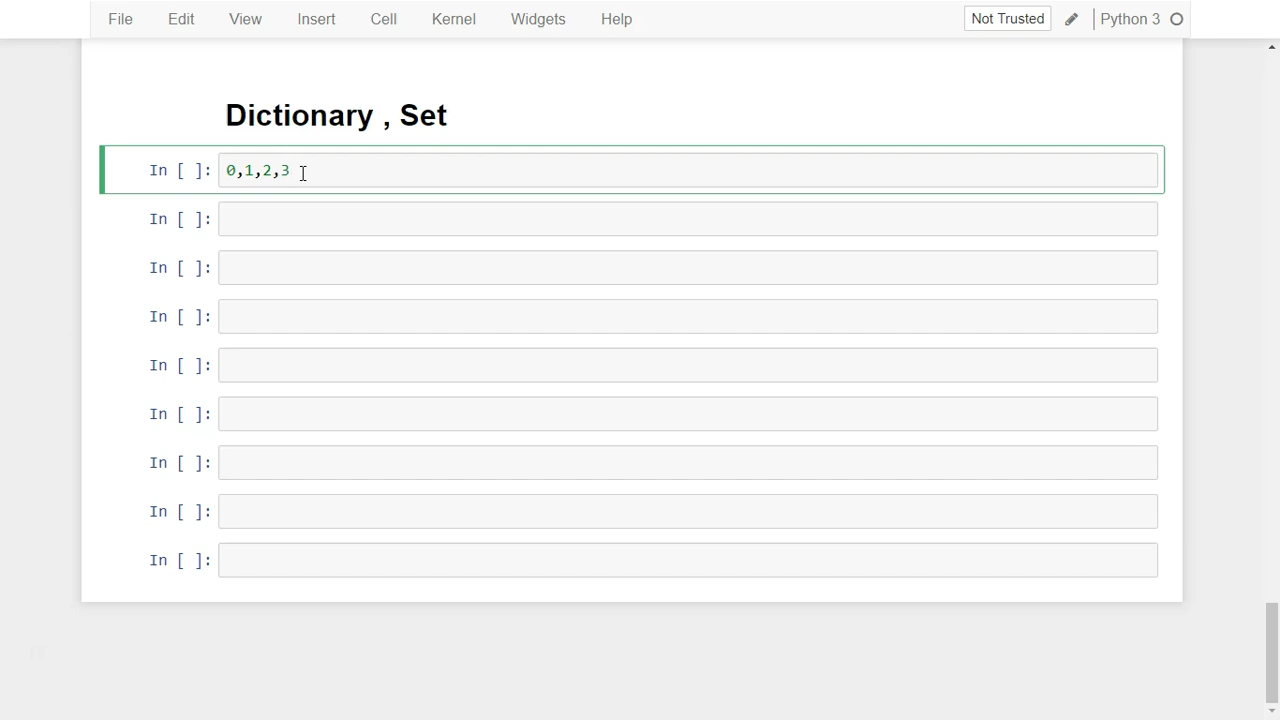 File Edit View Insert Cell Kernel Widgets Help Not Trusted Python 3
Dictionary , Set
In [ ]: 0,1,2,3
In [ ]:
In [ ]:
In [ ]:
In [ ]:
In [ ]:
In [ ]:
In [ ]:
In [ ]: